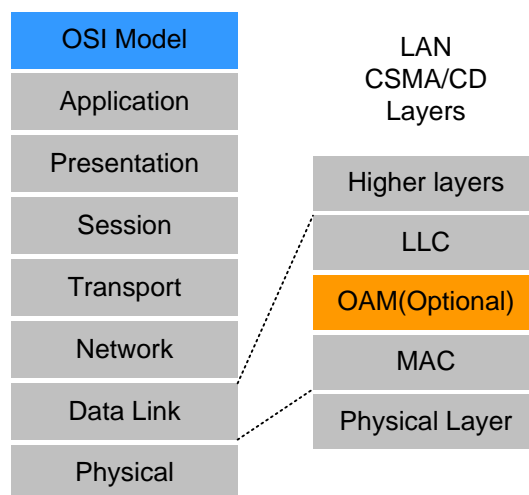 OSI Model
Application
Presentation
Session
Transport
Network
Data Link
Physical
LAN
CSMA/CD
Layers
Higher layers
LLC
OAM(Optional)
MAC
Physical Layer